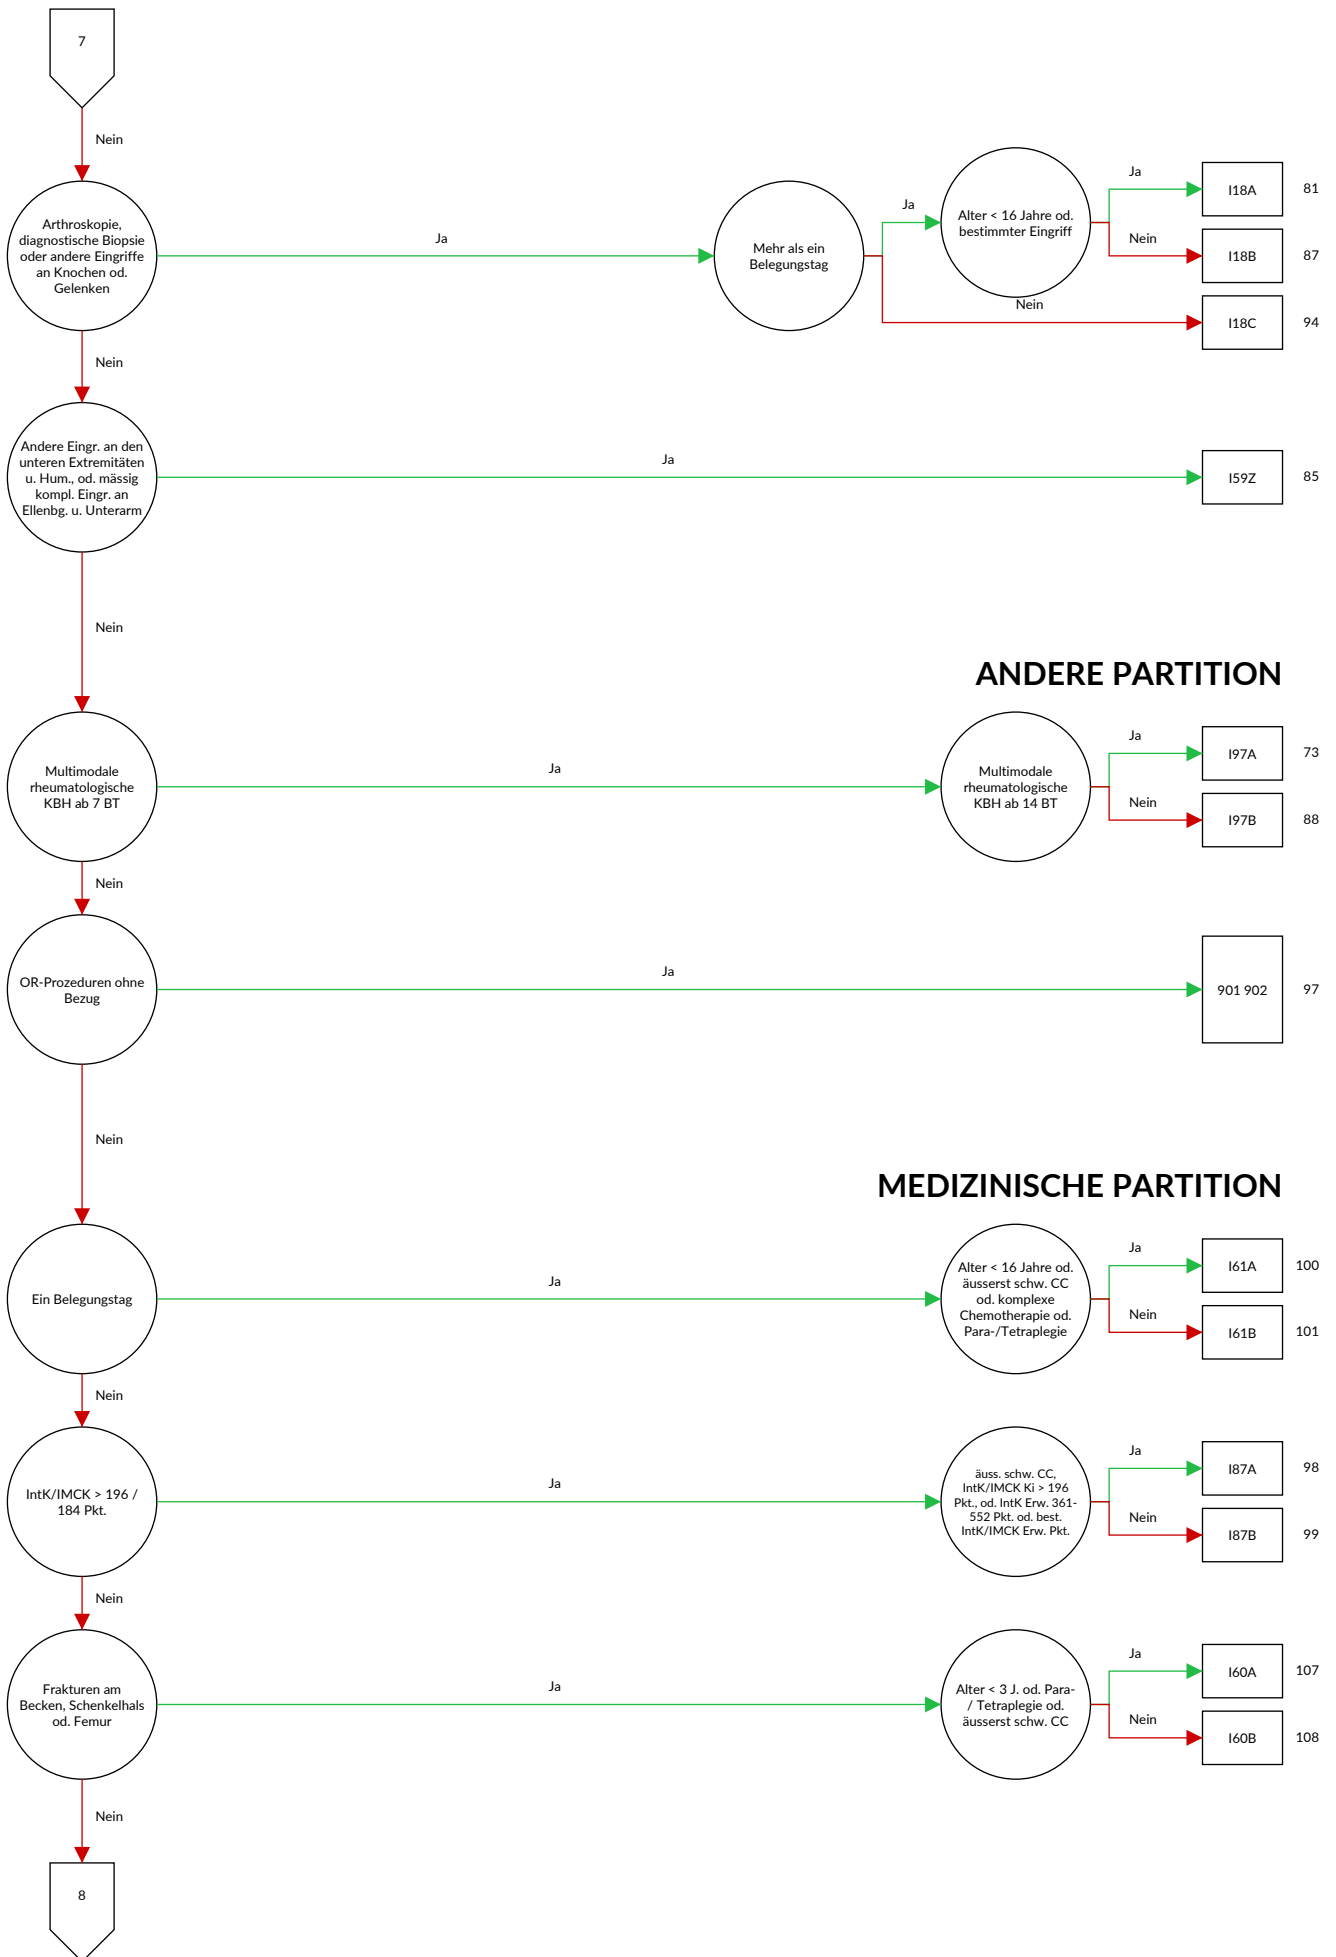 7
Nein
Arthroskopie,
diagnostische Biopsie
oder andere Eingriffe
an Knochen od.
Gelenken
Ja
Mehr als ein
Belegungstag
Ja
Alter < 16 Jahre od.
bestimmter Eingriff
Ja
I18A
81
Nein
I18B
87
Nein
I18C
94
Nein
Andere Eingr. an den
unteren Extremitäten
u. Hum., od. mässig
kompl. Eingr. an
Ellenbg. u. Unterarm
Ja
I59Z
85
Nein
ANDERE PARTITION
Multimodale
rheumatologische
KBH ab 7 BT
Ja
Multimodale
rheumatologische
KBH ab 14 BT
Ja
I97A
73
Nein
I97B
88
Nein
OR-Prozeduren ohne
Bezug
Ja
901 902
97
Nein
MEDIZINISCHE PARTITION
Ein Belegungstag
Ja
Alter < 16 Jahre od.
äusserst schw. CC
od. komplexe
Chemotherapie od.
Para-/Tetraplegie
Ja
I61A
100
Nein
I61B
101
Nein
IntK/IMCK > 196 /
184 Pkt.
Ja
äuss. schw. CC,
IntK/IMCK Ki > 196
Pkt., od. IntK Erw. 361-
552 Pkt. od. best.
IntK/IMCK Erw. Pkt.
Ja
I87A
98
Nein
I87B
99
Nein
Frakturen am
Becken, Schenkelhals
od. Femur
Ja
Alter < 3 J. od. Para-
/ Tetraplegie od.
äusserst schw. CC
Ja
I60A
107
Nein
I60B
108
Nein
8